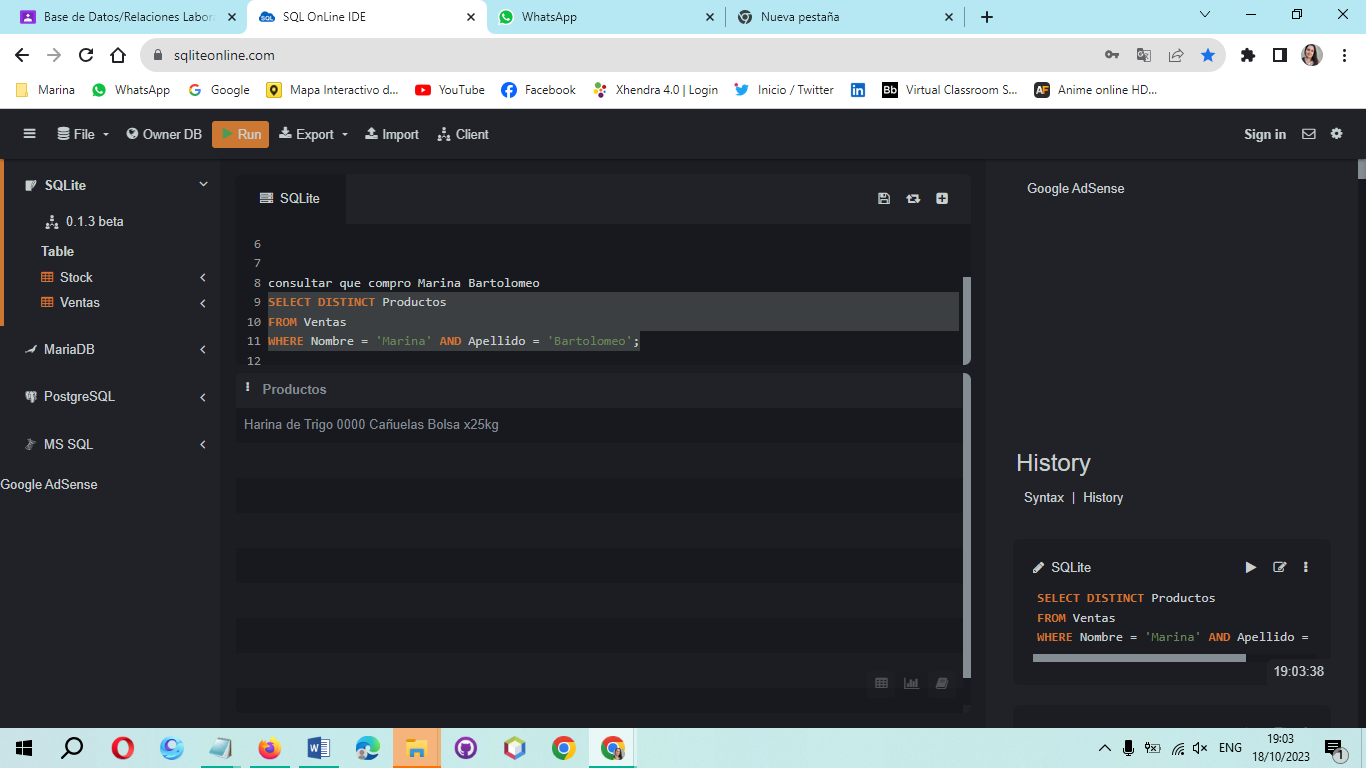 Base de Datos/Relaciones Labor
SQL OnLine IDE
WhatsApp
Nueva pestaña
sqliteonline.com
Marina
WhatsApp
Google
Mapa Interactivo d...
YouTube
Facebook
Xhendra 4.0 | Login
Inicio / Twitter
Virtual Classroom S...
Anime online HD...
File
Owner DB
Run
Export
Import
Client
Sign in
SQLite
0.1.3 beta
Table
Stock
Ventas
MariaDB
PostgreSQL
MS SQL
Google AdSense
SQLite
6
7
8 consultar que compro Marina Bartolomeo
9 SELECT DISTINCT Productos
10 FROM Ventas
11 WHERE Nombre = 'Marina' AND Apellido = 'Bartolomeo';
12
Productos
Harina de Trigo 0000 Cañuelas Bolsa x25kg
Google AdSense
History
Syntax | History
SQLite
SELECT DISTINCT Productos
FROM Ventas
WHERE Nombre = 'Marina' AND Apellido =
19:03:38
ENG
19:03
18/10/2023
1